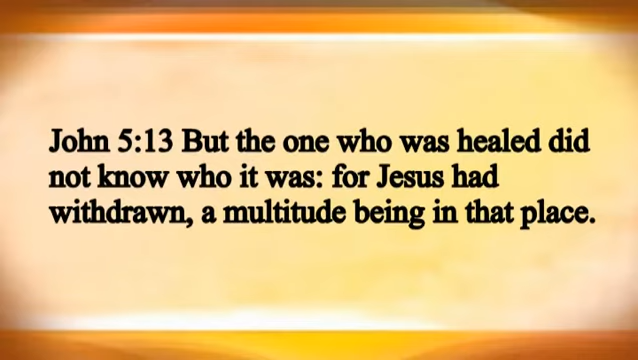 John 5:13 But the one who was healed did
not know who it was: for Jesus had
withdrawn, a multitude being in that place.